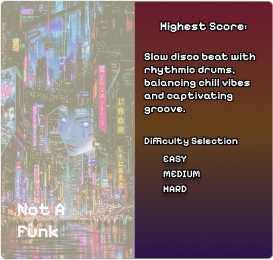 Highest Score:
Slow disco beat with
rhythmic drums,
balancing chill vibes
and captivating
groove.
Difficulty Selection
EASY
MEDIUM
HARD
Not A
Funk